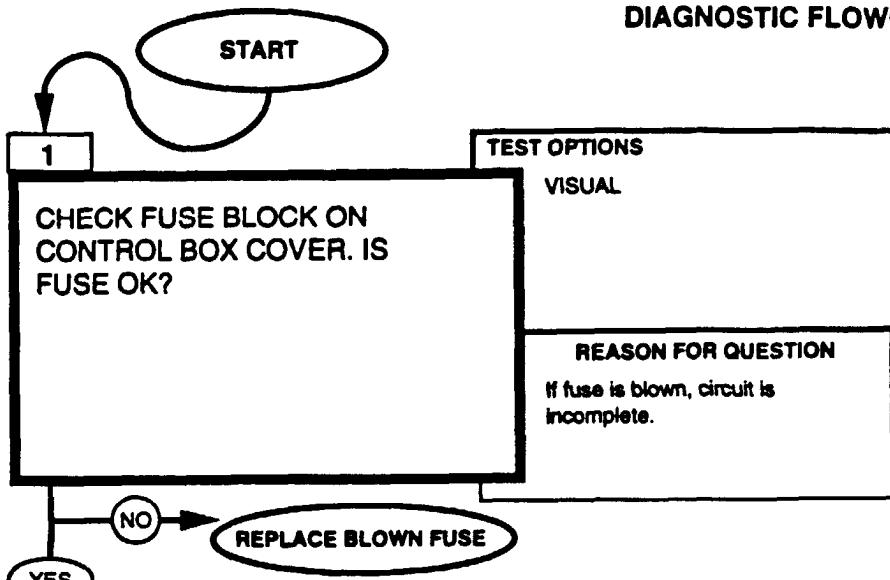 DIAGNOSTIC FLOW
START
1
TEST OPTIONS
VISUAL
CHECK FUSE BLOCK ON
CONTROL BOX COVER. IS
FUSE OK?
REASON FOR QUESTION
If fuse is blown, circuit is
incomplete.
NO
REPLACE BLOWN FUSE
YES